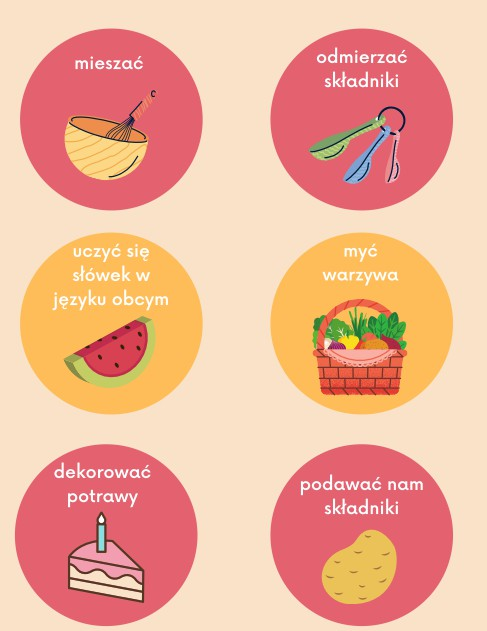 mieszać
odmierzać
składniki
uczyć się
słówek w
języku obcym
myć
warzywa
dekorować
potrawy
podawać nam
składniki